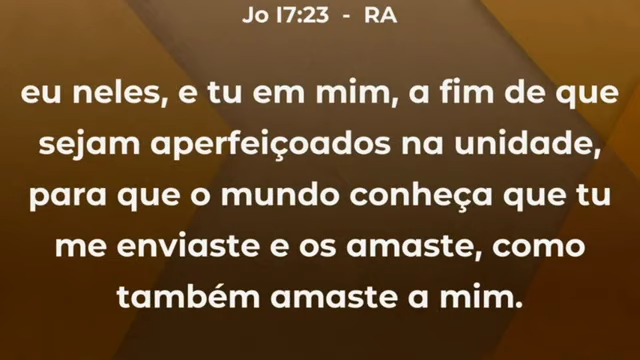 Jo 17:23 - RA
eu neles, e tu em mim, a fim de que
sejam aperfeiçoados na unidade,
para que o mundo conheça que tu
me enviaste e os amaste, como
também amaste a mim.